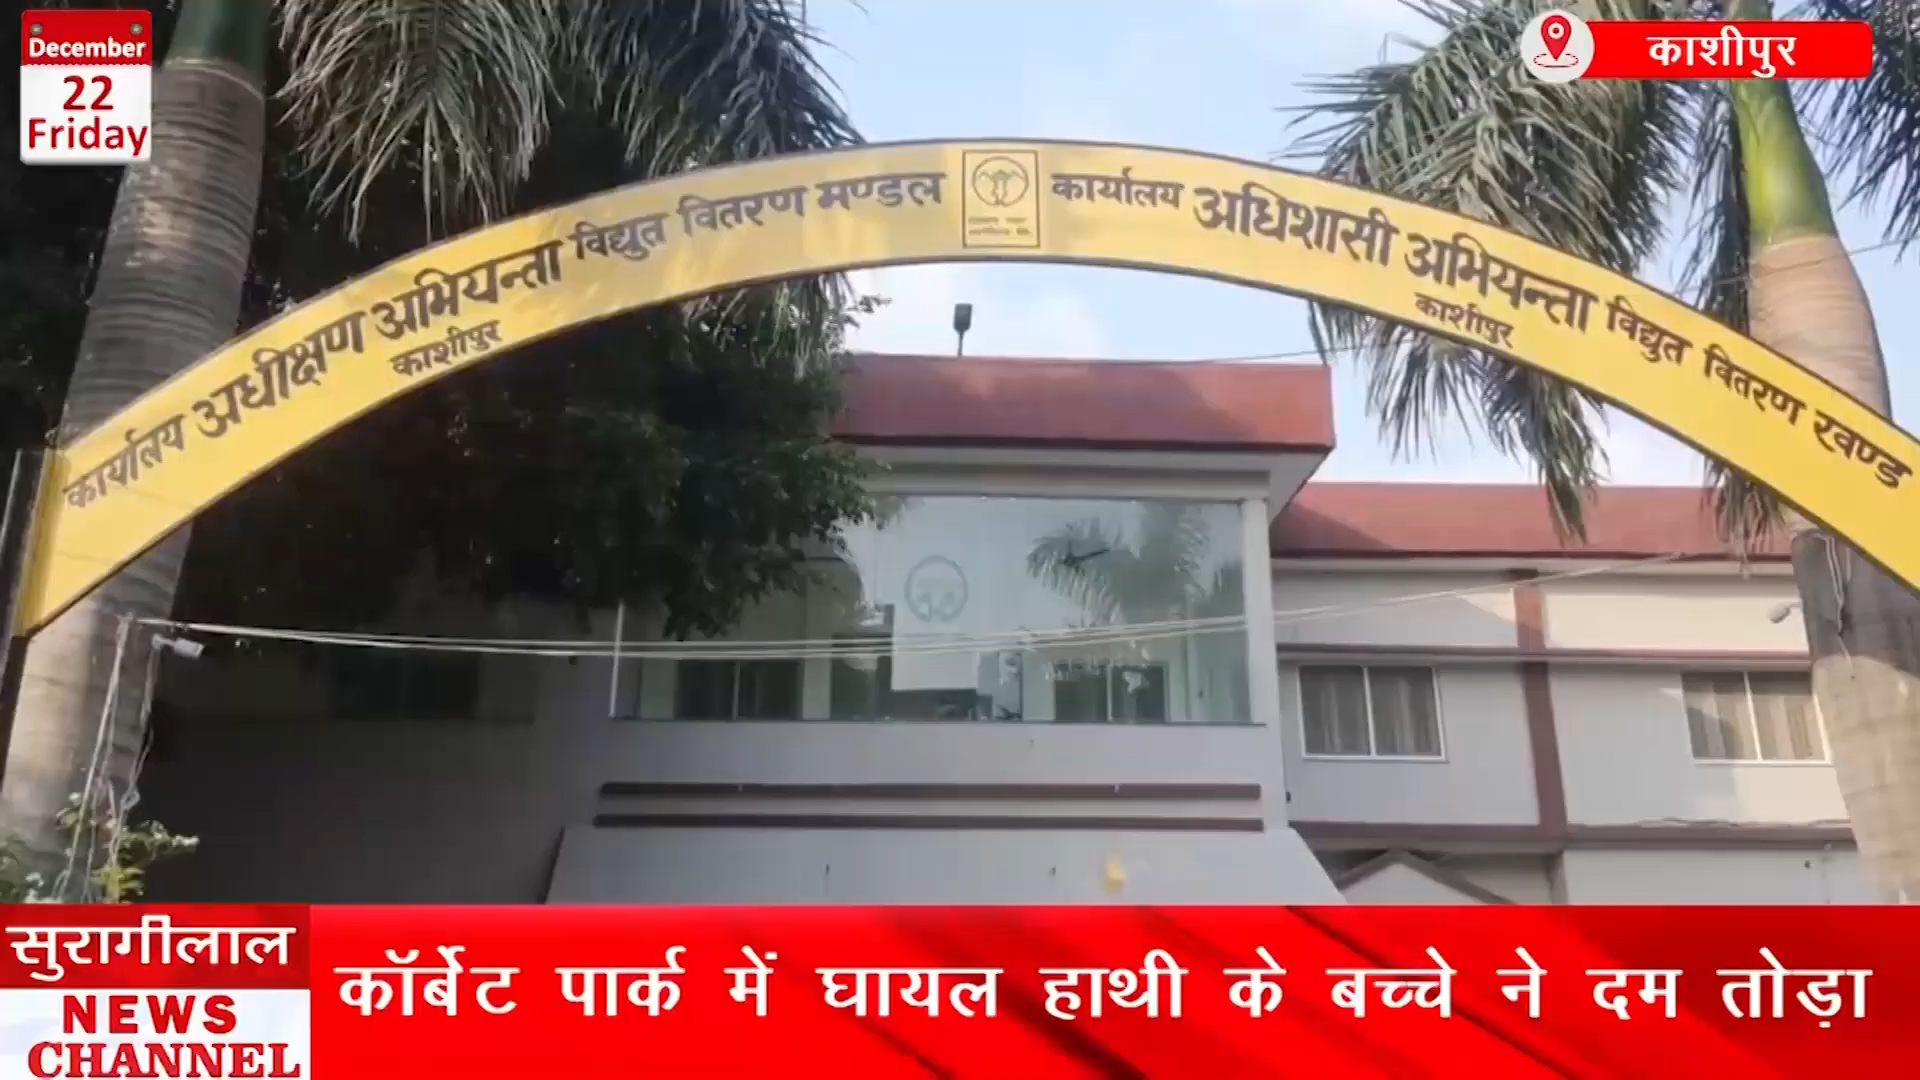 December
22
Friday
काशीपुर
कार्यालय अधीक्षण अभियन्ता विद्युत वितरण मण्डल
काशीपुर
कार्यालय अधिशासी अभियन्ता विद्युत वितरण खण्ड
काशीपुर
सुरागीलाल
NEWS
CHANNEL
कॉर्बेट पार्क में घायल हाथी के बच्चे ने दम तोड़ा